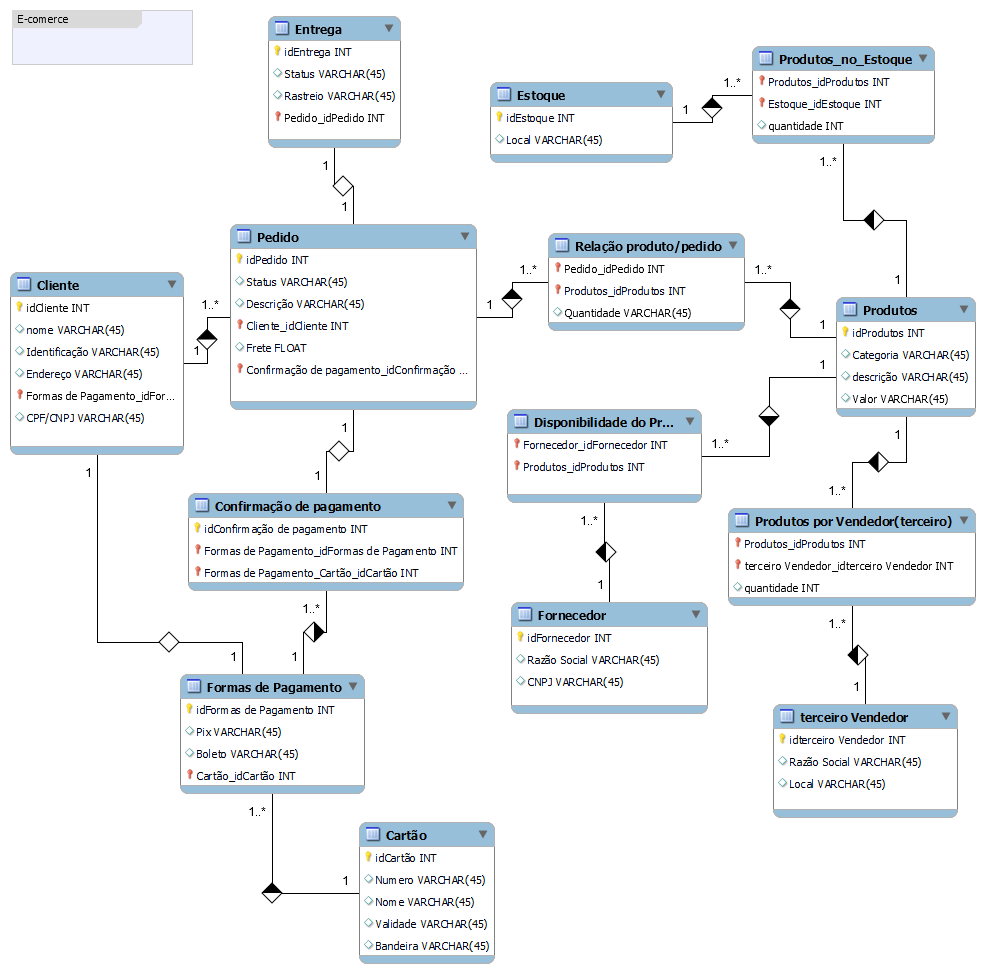 E-comerce
Entrega
idEntrega INT
Status VARCHAR(45)
Rastreio VARCHAR(45)
Pedido_idPedido INT
Estoque
idEstoque INT
Local VARCHAR(45)
Produtos_no_Estoque
Produtos_idProdutos INT
Estoque_idEstoque INT
quantidade INT
1
1..*
1
1
1..*
1
Pedido
idPedido INT
Status VARCHAR(45)
Descrição VARCHAR(45)
Cliente_idCliente INT
Frete FLOAT
Confirmação de pagamento_idConfirmação ...
Relação produto/pedido
Pedido_idPedido INT
Produtos_idProdutos INT
Quantidade VARCHAR(45)
1
1..*
1..*
1
Cliente
idCliente INT
nome VARCHAR(45)
Identificação VARCHAR(45)
Endereço VARCHAR(45)
Formas de Pagamento_idFor...
CPF/CNPJ VARCHAR(45)
1..*
1
Produtos
idProdutos INT
Categoria VARCHAR(45)
descrição VARCHAR(45)
Valor VARCHAR(45)
1
1..*
Disponibilidade do Pr...
Fornecedor_idFornecedor INT
Produtos_idProdutos INT
1
1
1
1
1..*
Confirmação de pagamento
idConfirmação de pagamento INT
Formas de Pagamento_idFormas de Pagamento INT
Formas de Pagamento_Cartão_idCartão INT
Produtos por Vendedor(terceiro)
Produtos_idProdutos INT
terceiro Vendedor_idterceiro Vendedor INT
quantidade INT
1..*
1
Fornecedor
idFornecedor INT
Razão Social VARCHAR(45)
CNPJ VARCHAR(45)
1..*
1
1
1..*
1
Formas de Pagamento
idFormas de Pagamento INT
Pix VARCHAR(45)
Boleto VARCHAR(45)
Cartão_idCartão INT
terceiro Vendedor
idterceiro Vendedor INT
Razão Social VARCHAR(45)
Local VARCHAR(45)
1..*
1
Cartão
idCartão INT
Numero VARCHAR(45)
Nome VARCHAR(45)
Validade VARCHAR(45)
Bandeira VARCHAR(45)